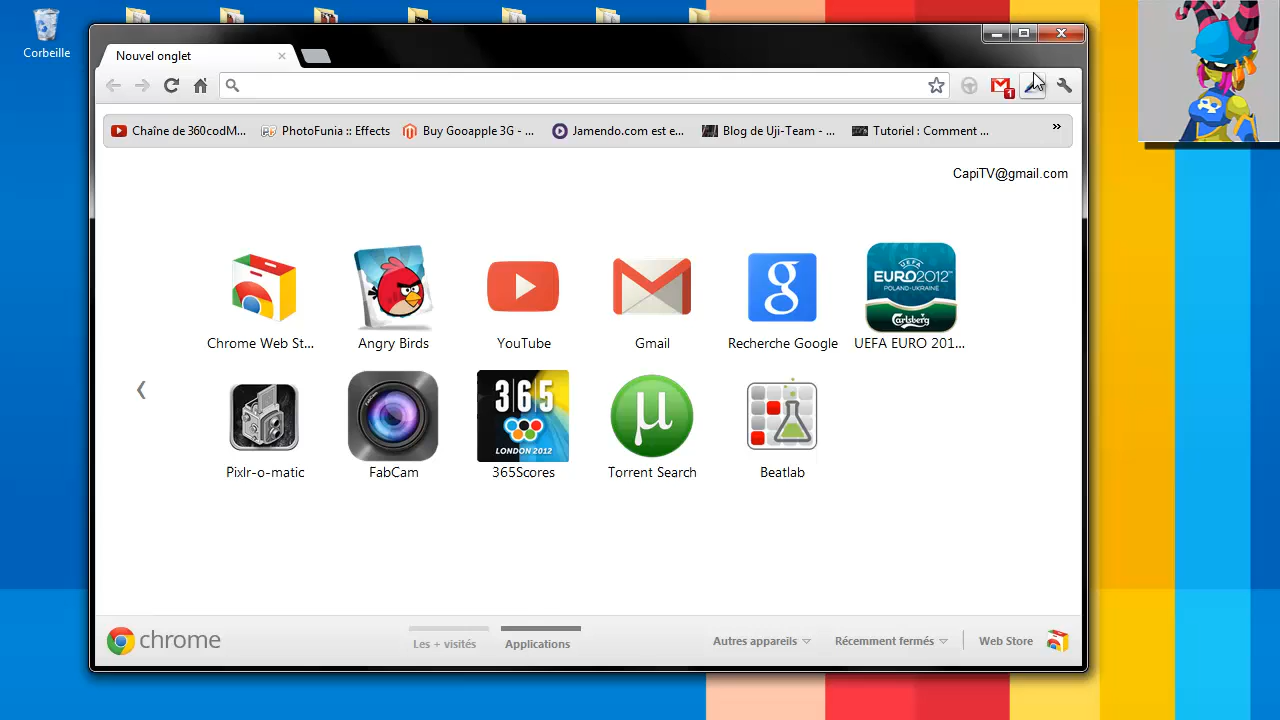 Corbeille
Nouvel onglet
1
Chaîne de 360codM...
PhotoFunia :: Effects
Buy Gooapple 3G - ...
Jamendo.com est e...
Blog de Uji-Team - ...
Tutoriel : Comment ...
CapiTV@gmail.com
UEFA
EURO2012
POLAND-UKRAINE
Carlsberg
Chrome Web St...
Angry Birds
YouTube
Gmail
Recherche Google
UEFA EURO 201...
365
LONDON 2012
µ
Pixlr-o-matic
FabCam
365Scores
Torrent Search
Beatlab
chrome
Les + visités
Applications
Autres appareils
Récemment fermés
Web Store